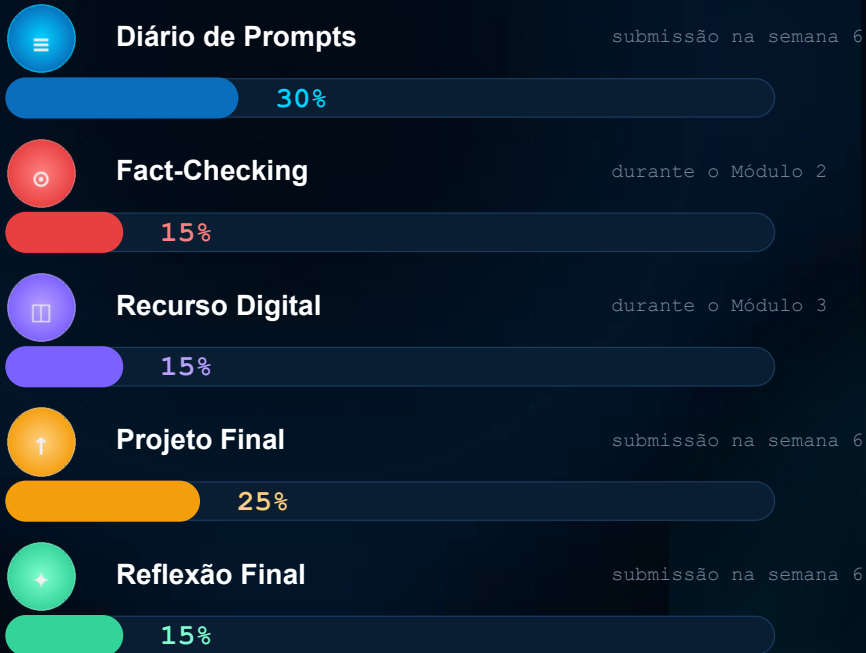 Diário de Prompts submissão na semana 6
30%
Fact-Checking durante o Módulo 2
15%
Recurso Digital durante o Módulo 3
15%
Projeto Final submissão na semana 6
25%
Reflexão Final submissão na semana 6
15%